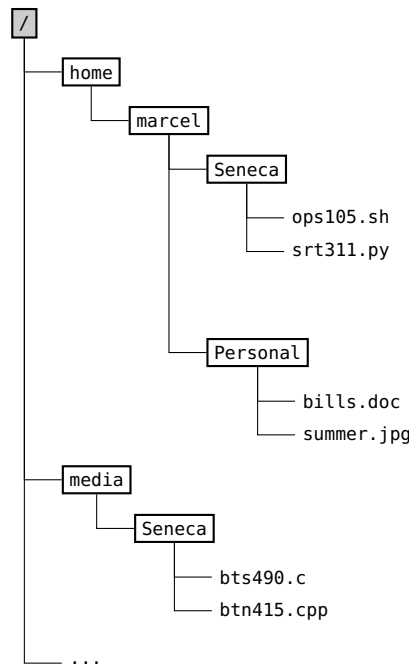 /
home
marcel
Seneca
ops105.sh
srt311.py
Personal
bills.doc
summer.jpg
media
Seneca
bts490.c
btn415.cpp
...